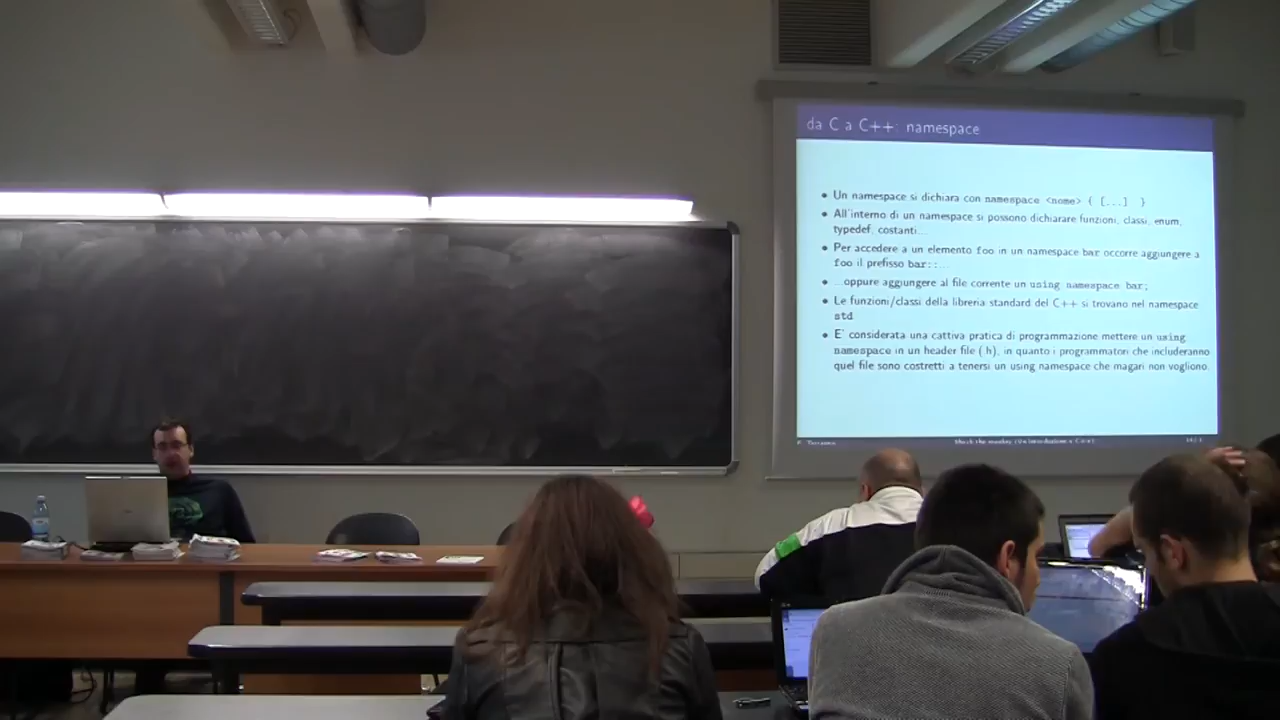 da C a C++: namespace
• Un namespace si dichiara con namespace <nome> { [...] }
• All'interno di un namespace si possono dichiarare funzioni, classi, enum,
typedef, costanti...
• Per accedere a un elemento foo in un namespace bar occorre aggiungere a
foo il prefisso bar::...
• ...oppure aggiungere al file corrente un using namespace bar;
• Le funzioni/classi della libreria standard del C++ si trovano nel namespace
std
• E' considerata una cattiva pratica di programmazione mettere un using
namespace in un header file (.h), in quanto i programmatori che includeranno
quel file sono costretti a tenersi un using namespace che magari non vogliono.